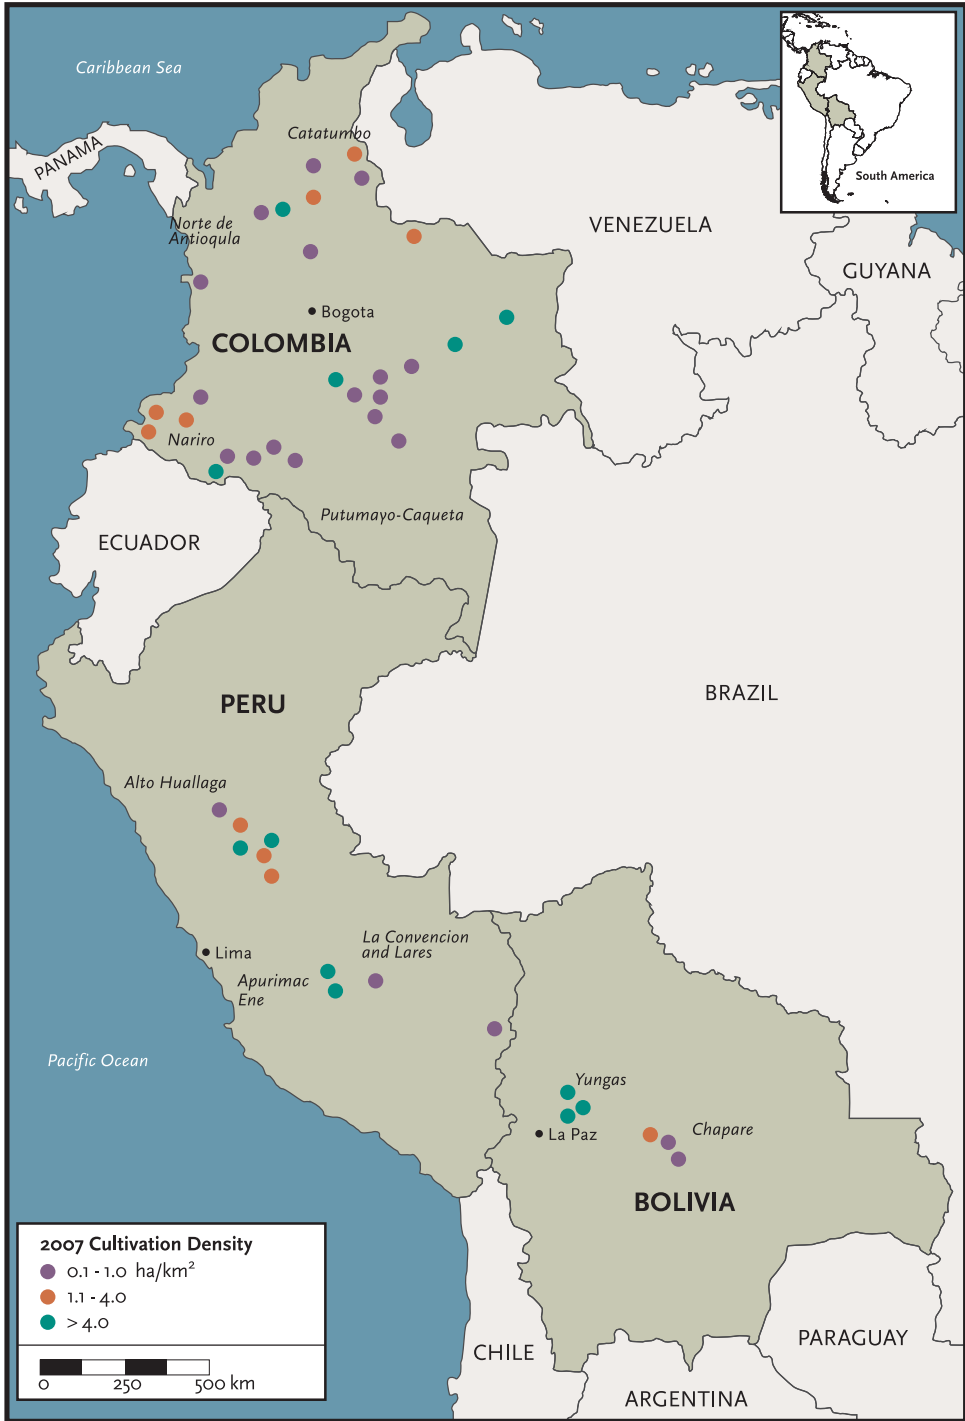 Caribbean Sea
South America
Catatumbo
PANAMA
Norte de
Antioqula
VENEZUELA
GUYANA
Bogota
COLOMBIA
Nariro
Putumayo-Caqueta
ECUADOR
BRAZIL
PERU
Alto Huallaga
La Convencion
and Lares
Lima
Apurimac
Ene
Pacific Ocean
Yungas
La Paz
Chapare
BOLIVIA
2007 Cultivation Density
0.1 - 1.0 ha/km²
1.1 - 4.0
> 4.0
0 250 500 km
CHILE
PARAGUAY
ARGENTINA